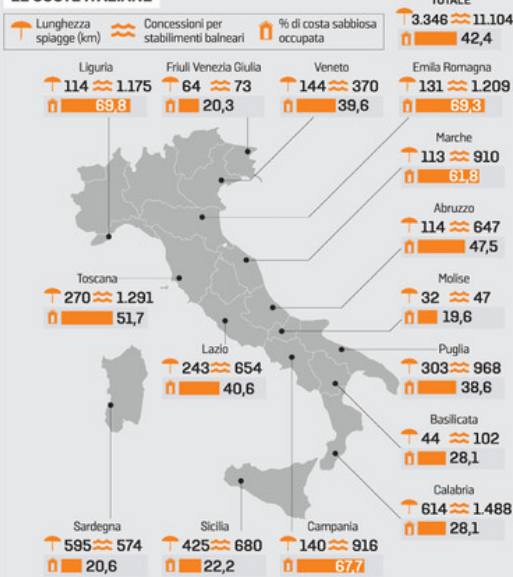 LE COSTE ITALIANE
TOTALE
3.346 11.104
42,4
Lunghezza
spiagge (km)
Concessioni per
stabilimenti balneari
% di costa sabbiosa
occupata
Liguria
114 1.175
69,8
Friuli Venezia Giulia
64 73
20,3
Veneto
144 370
39,6
Emila Romagna
131 1.209
69,3
Marche
113 910
61,8
Abruzzo
114 647
47,5
Toscana
270 1.291
51,7
Molise
32 47
19,6
Lazio
243 654
40,6
Puglia
303 968
38,6
Basilicata
44 102
28,1
Calabria
614 1.488
28,1
Sardegna
595 574
20,6
Sicilia
425 680
22,2
Campania
140 916
67,7